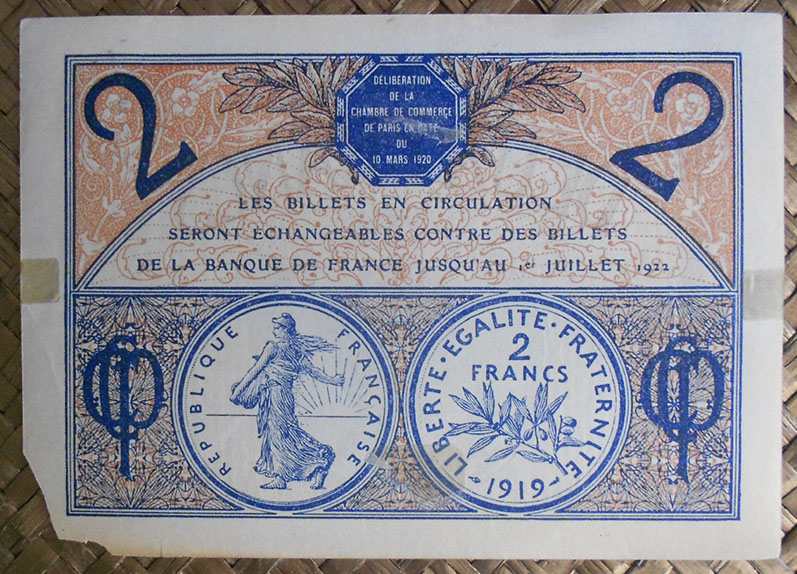 2
2
DÉLIBÉRATION
DE LA
CHAMBRE DE COMMERCE
DE PARIS EN DATE
DU
10 MARS 1920
LES BILLETS EN CIRCULATION
SERONT ÉCHANGEABLES CONTRE DES BILLETS
DE LA BANQUE DE FRANCE JUSQU'AU 1er JUILLET 1922
RÉPUBLIQUE FRANÇAISE
LIBERTE·EGALITE·FRATERNITE
2
FRANCS
·1919·